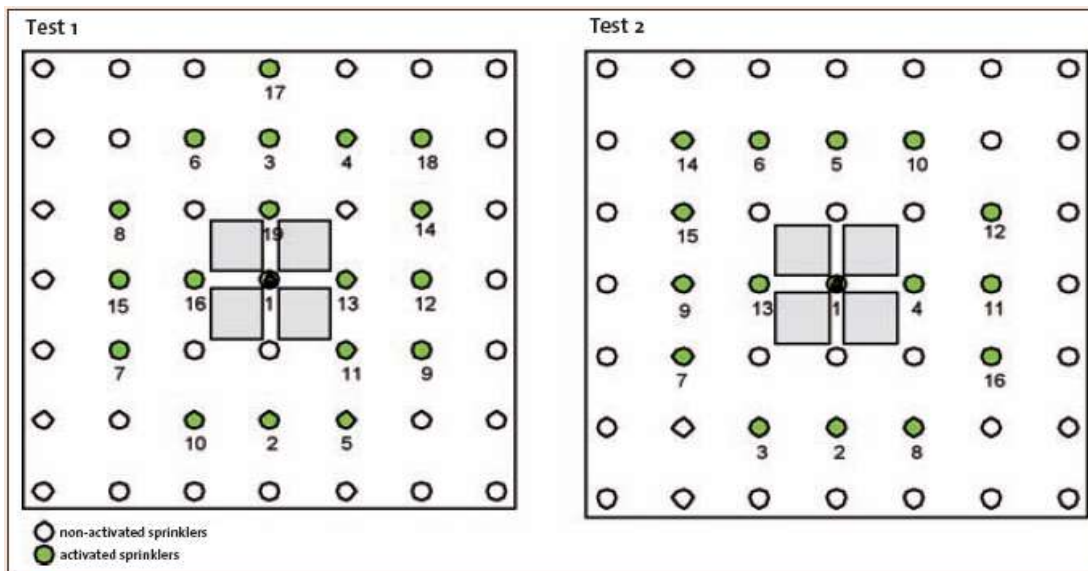 Test 1
Test 2
17
6 3 4 18
14 6 5 10
8 19 14
15 12
15 16 1 13 12
9 13 1 4 11
7 11 9
7 16
10 2 5
3 2 8
non-activated sprinklers
activated sprinklers